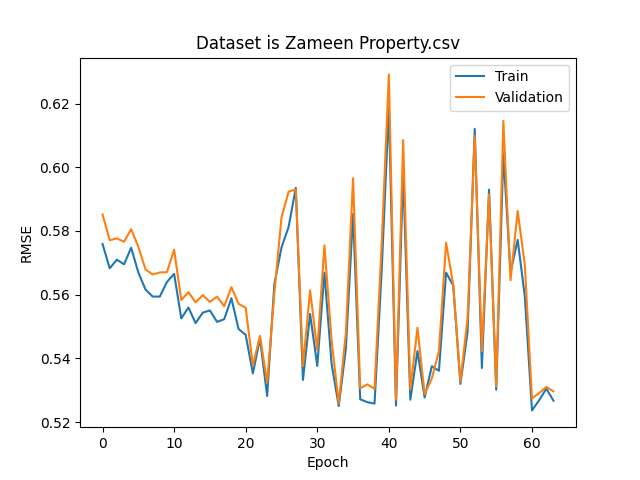 Dataset is Zameen Property.csv
Train
Validation
RMSE
0.62
0.60
0.58
0.56
0.54
0.52
0 10 20 30 40 50 60
Epoch